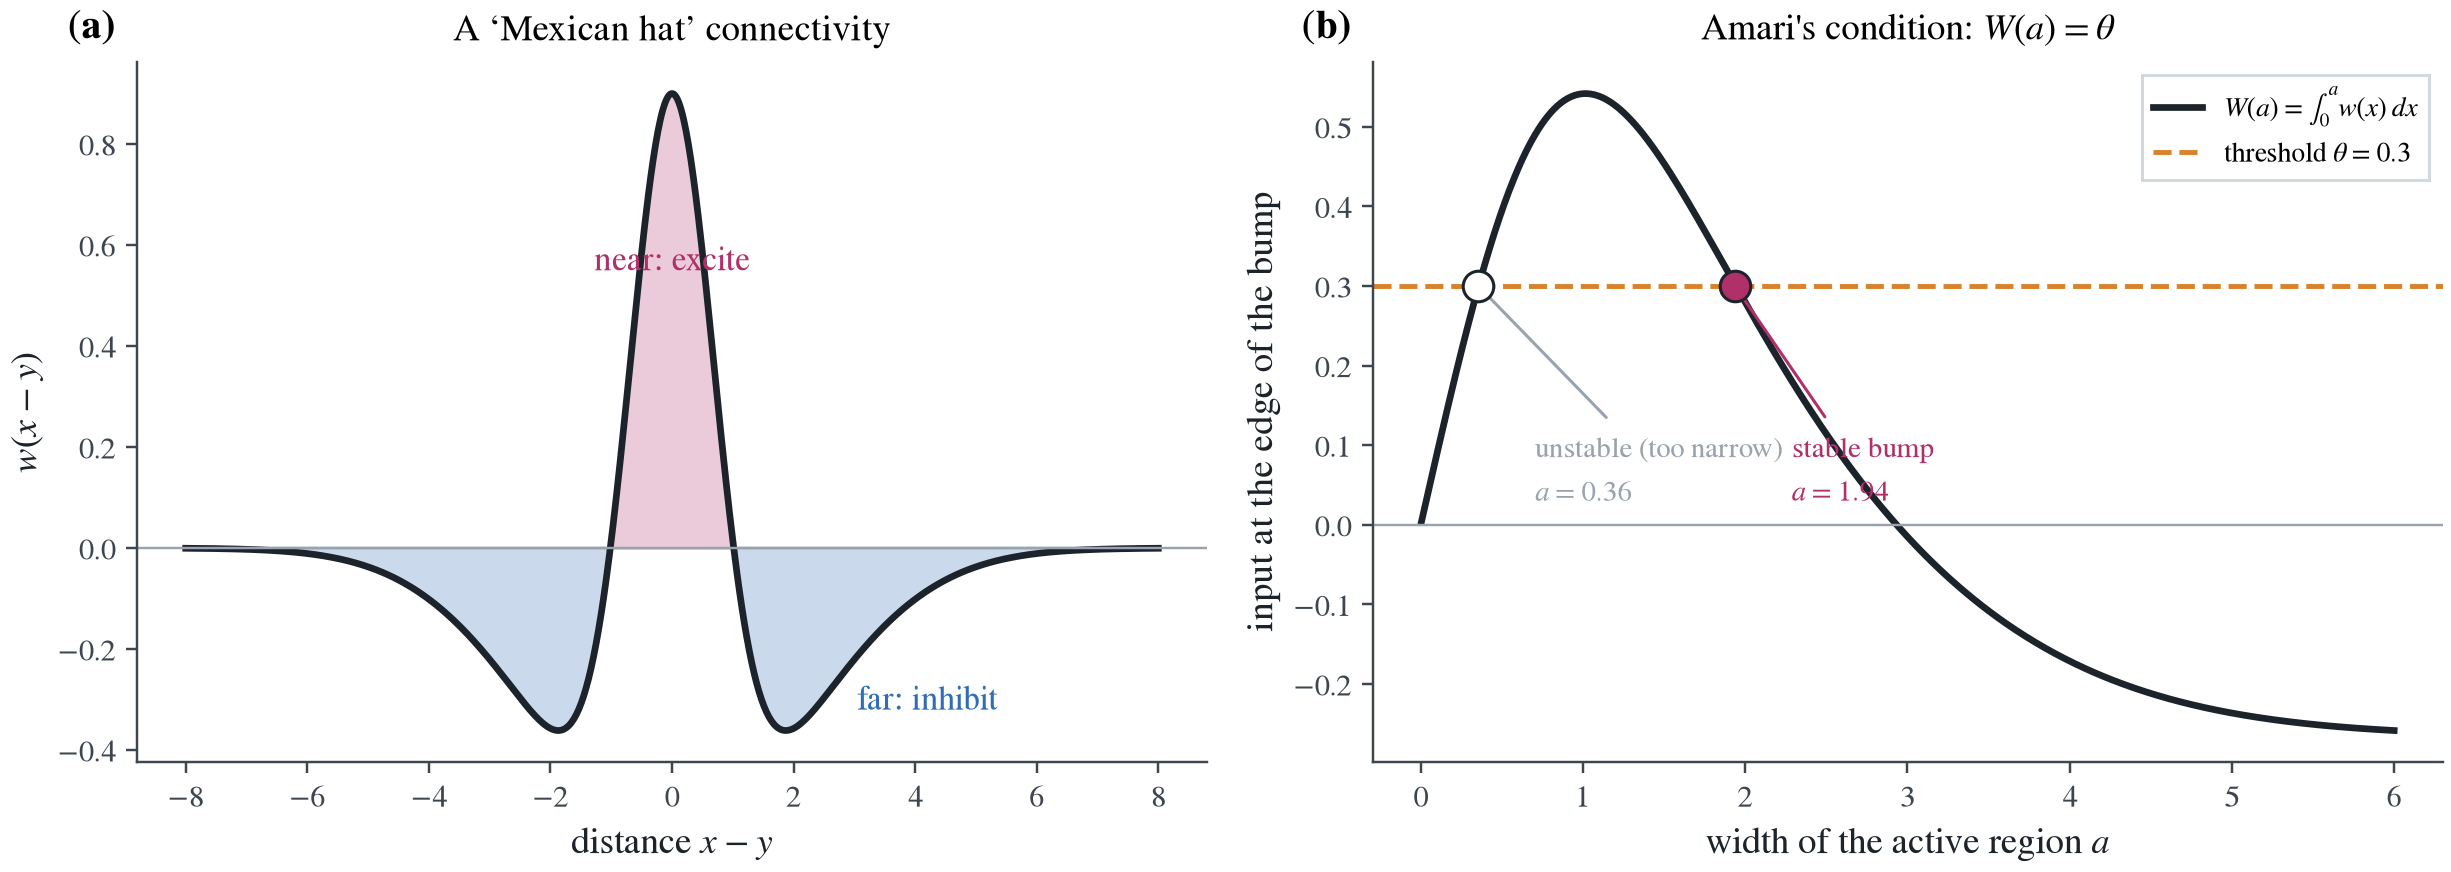 (a)
A ‘Mexican hat’ connectivity
w(x − y)
0.8
0.6
0.4
0.2
0.0
−0.2
−0.4
near: excite
far: inhibit
−8 −6 −4 −2 0 2 4 6 8
distance x − y
(b)
Amari's condition: W(a) = θ
input at the edge of the bump
0.5
0.4
0.3
0.2
0.1
0.0
−0.1
−0.2
W(a) = ∫₀ᵃ w(x) dx
threshold θ = 0.3
unstable (too narrow)
a = 0.36
stable bump
a = 1.94
0 1 2 3 4 5 6
width of the active region a